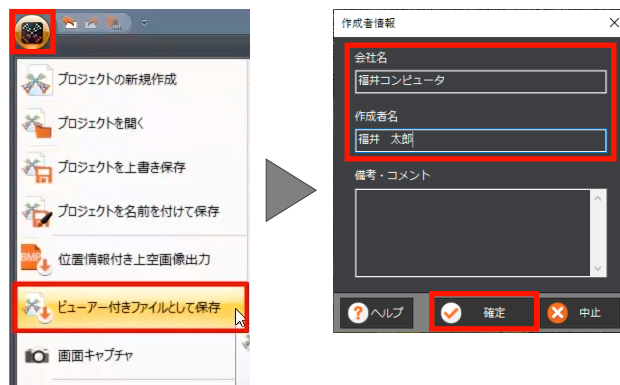 プロジェクトの新規作成
プロジェクトを開く
プロジェクトを上書き保存
プロジェクトを名前を付けて保存
BMP
位置情報付き上空画像出力
ビューアー付きファイルとして保存
画面キャプチャ
作成者情報
会社名
福井コンピュータ
作成者名
福井　太郎
備考・コメント
ヘルプ
確定
中止